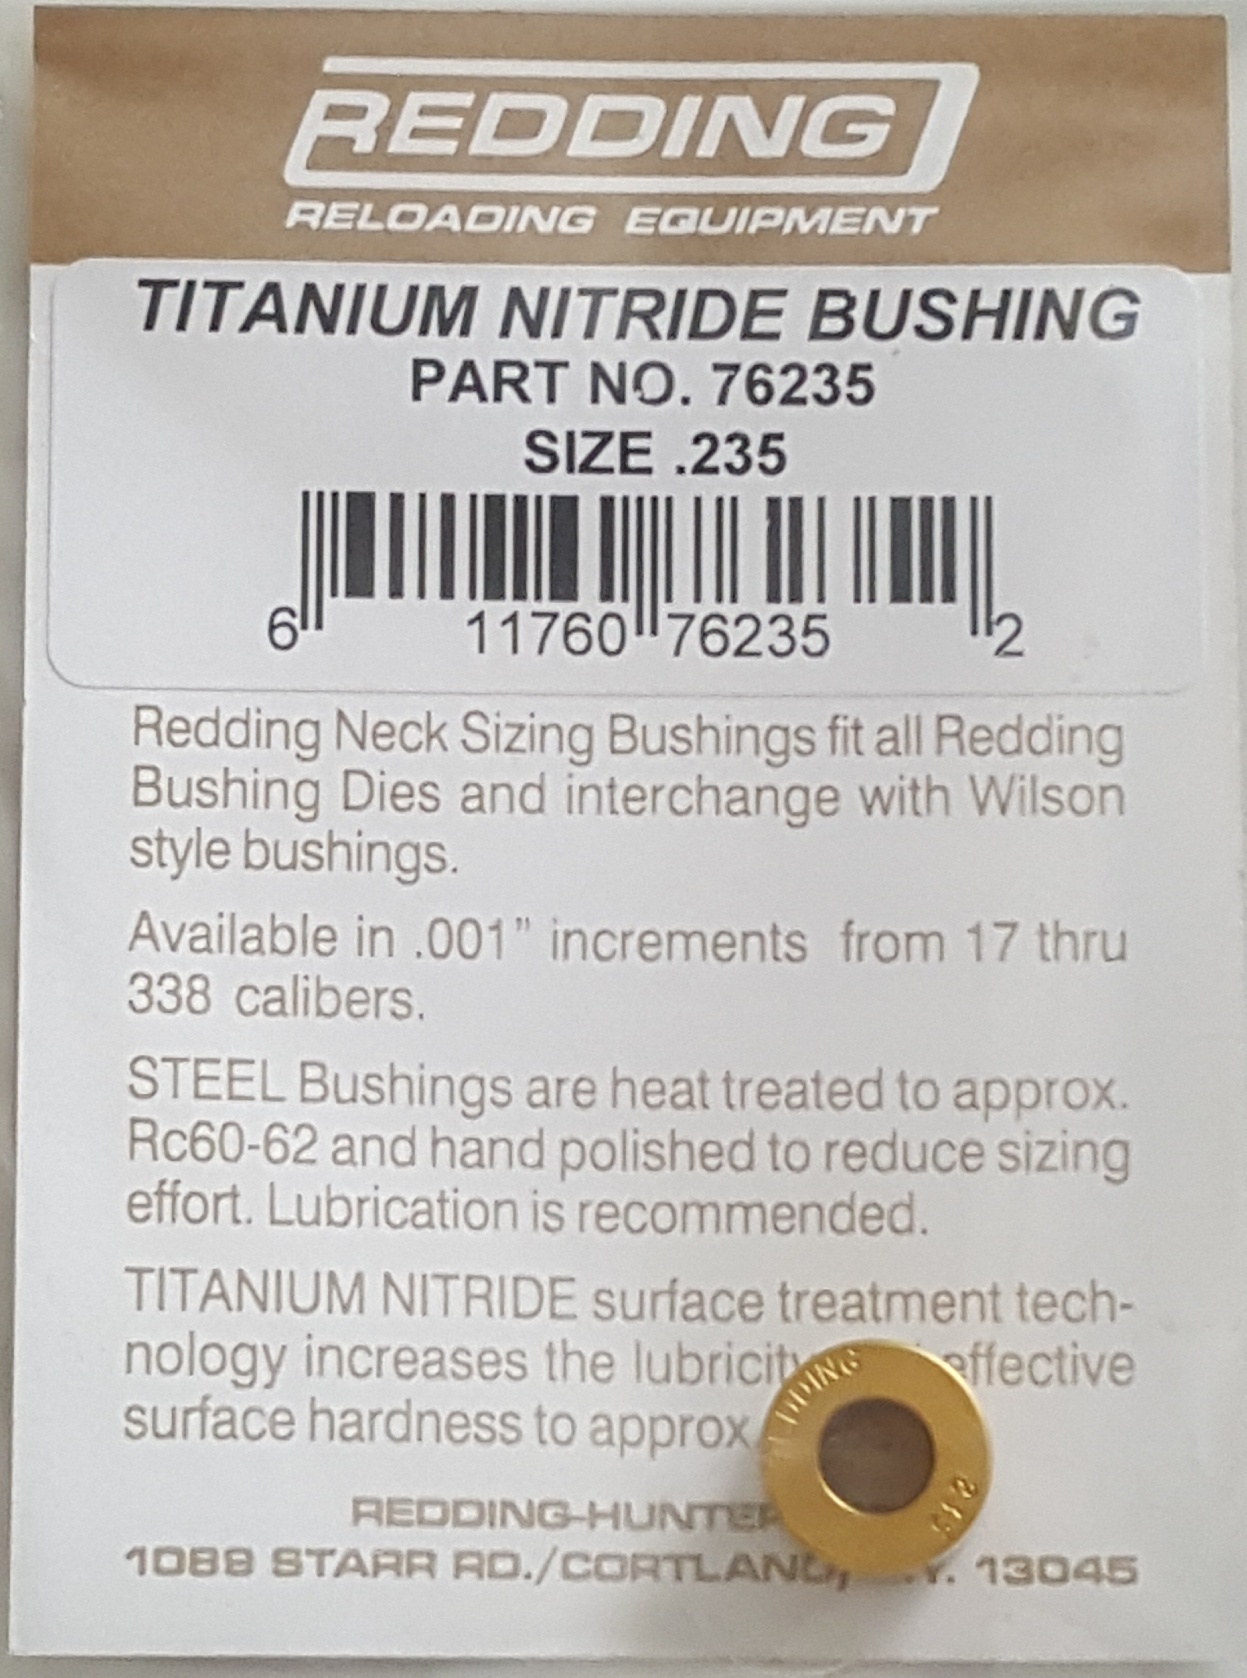 REDDING
RELOADING EQUIPMENT
TITANIUM NITRIDE BUSHING
PART NO. 76235
SIZE .235
6 11760 76235 2
Redding Neck Sizing Bushings fit all Redding
Bushing Dies and interchange with Wilson
style bushings.
Available in .001” increments from 17 thru
338 calibers.
STEEL Bushings are heat treated to approx.
Rc60-62 and hand polished to reduce sizing
effort. Lubrication is recommended.
TITANIUM NITRIDE surface treatment tech-
nology increases the lubricity effective
surface hardness to approx
DDING
REDDING-HUNTER
1089 STARR RD./CORTLAND, .Y. 13045